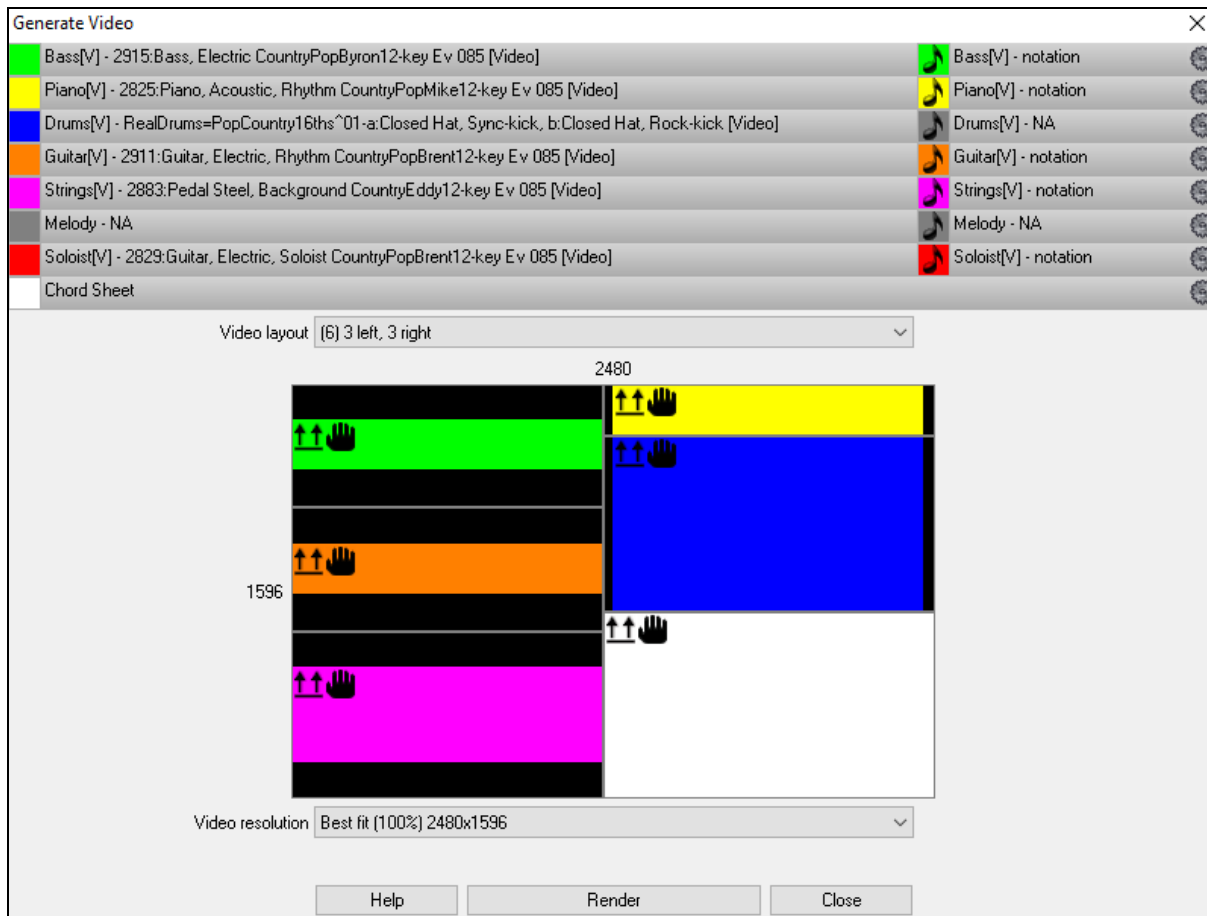 Generate Video
Bass[V] - 2915:Bass, Electric CountryPopByron12-key Ev 085 [Video] Bass[V] - notation
Piano[V] - 2825:Piano, Acoustic, Rhythm CountryPopMike12-key Ev 085 [Video] Piano[V] - notation
Drums[V] - RealDrums=PopCountry16ths^01-a:Closed Hat, Sync-kick, b:Closed Hat, Rock-kick [Video] Drums[V] - NA
Guitar[V] - 2911:Guitar, Electric, Rhythm CountryPopBrent12-key Ev 085 [Video] Guitar[V] - notation
Strings[V] - 2883:Pedal Steel, Background CountryEddy12-key Ev 085 [Video] Strings[V] - notation
Melody - NA Melody - NA
Soloist[V] - 2829:Guitar, Electric, Soloist CountryPopBrent12-key Ev 085 [Video] Soloist[V] - notation
Chord Sheet
Video layout (6) 3 left, 3 right
2480
1596
Video resolution Best fit (100%) 2480x1596
Help Render Close